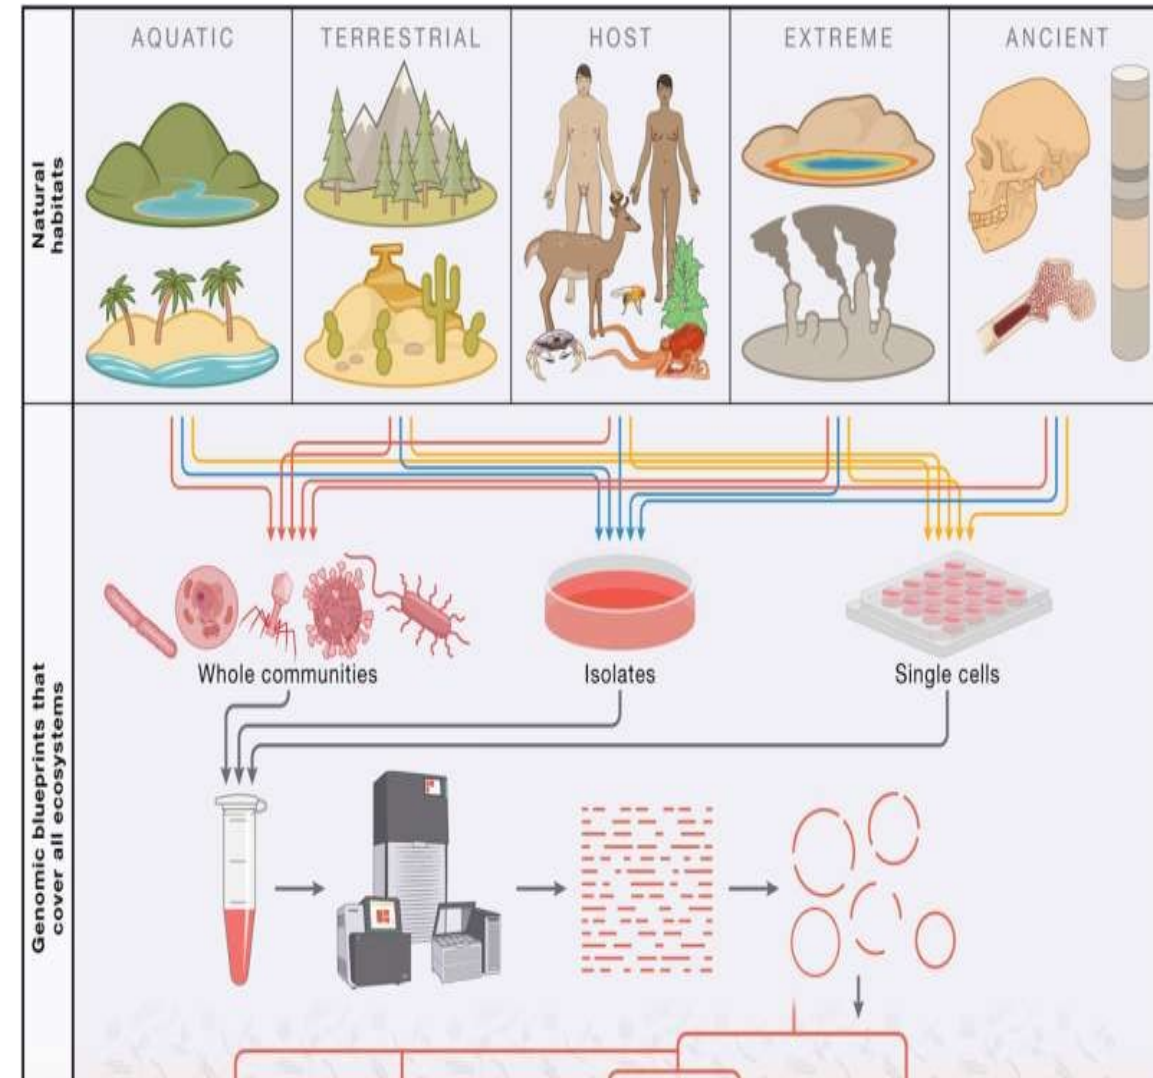 AQUATIC
TERRESTRIAL
HOST
EXTREME
ANCIENT
Natural
habitats
Genomic blueprints that
cover all ecosystems
Whole communities
Isolates
Single cells